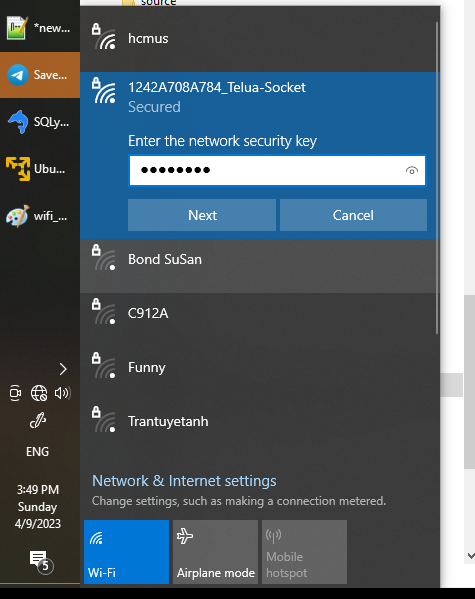 source
*new...
hcmus
Save...
1242A708A784_Telua-Socket
Secured
SQLy...
Enter the network security key
••••••••
Ubu...
Next
Cancel
wifi_...
Bond SuSan
C912A
Funny
Trantuyetanh
ENG
Network & Internet settings
Change settings, such as making a connection metered.
3:49 PM
Sunday
4/9/2023
5
Wi-Fi
Airplane mode
Mobile
hotspot